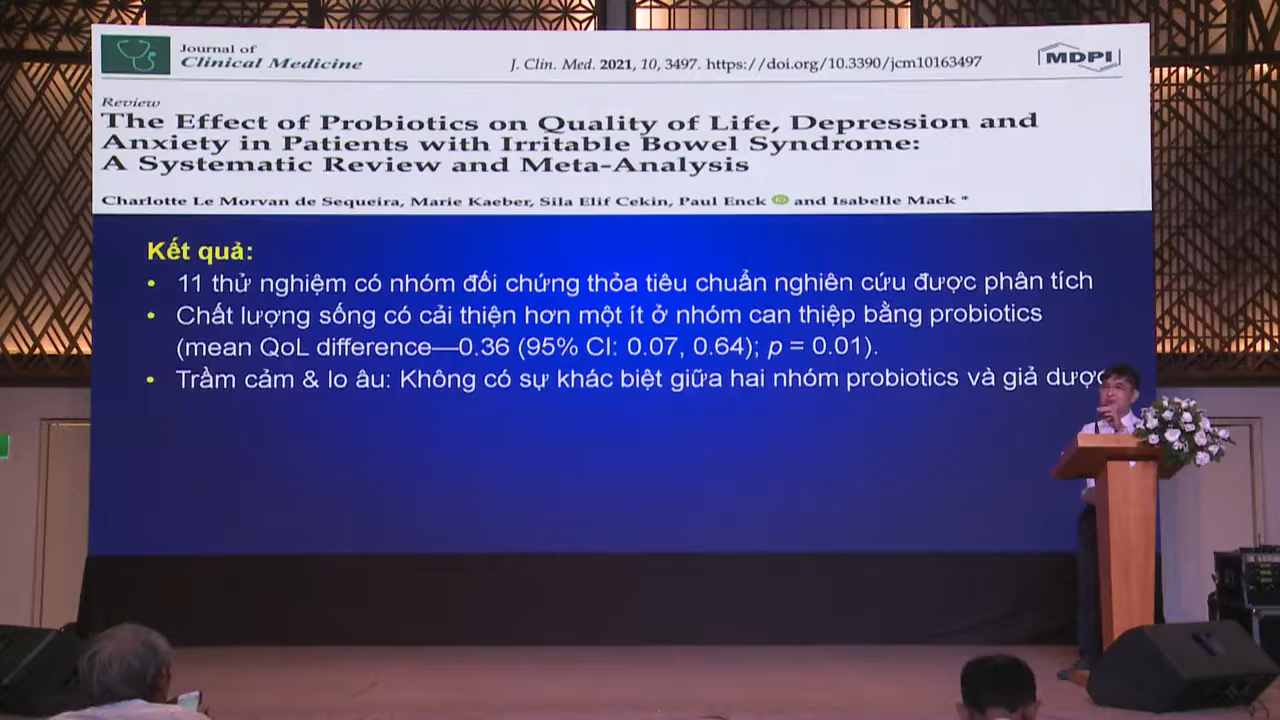 Journal of
Clinical Medicine
J. Clin. Med. 2021, 10, 3497. https://doi.org/10.3390/jcm10163497
MDPI
Review
The Effect of Probiotics on Quality of Life, Depression and
Anxiety in Patients with Irritable Bowel Syndrome:
A Systematic Review and Meta-Analysis
Charlotte Le Morvan de Sequeira, Marie Kaeber, Sila Elif Cekin, Paul Enck and Isabelle Mack *
Kết quả:
• 11 thử nghiệm có nhóm đối chứng thỏa tiêu chuẩn nghiên cứu được phân tích
• Chất lượng sống có cải thiện hơn một ít ở nhóm can thiệp bằng probiotics
(mean QoL difference—0.36 (95% CI: 0.07, 0.64); p = 0.01).
• Trầm cảm & lo âu: Không có sự khác biệt giữa hai nhóm probiotics và giả dược